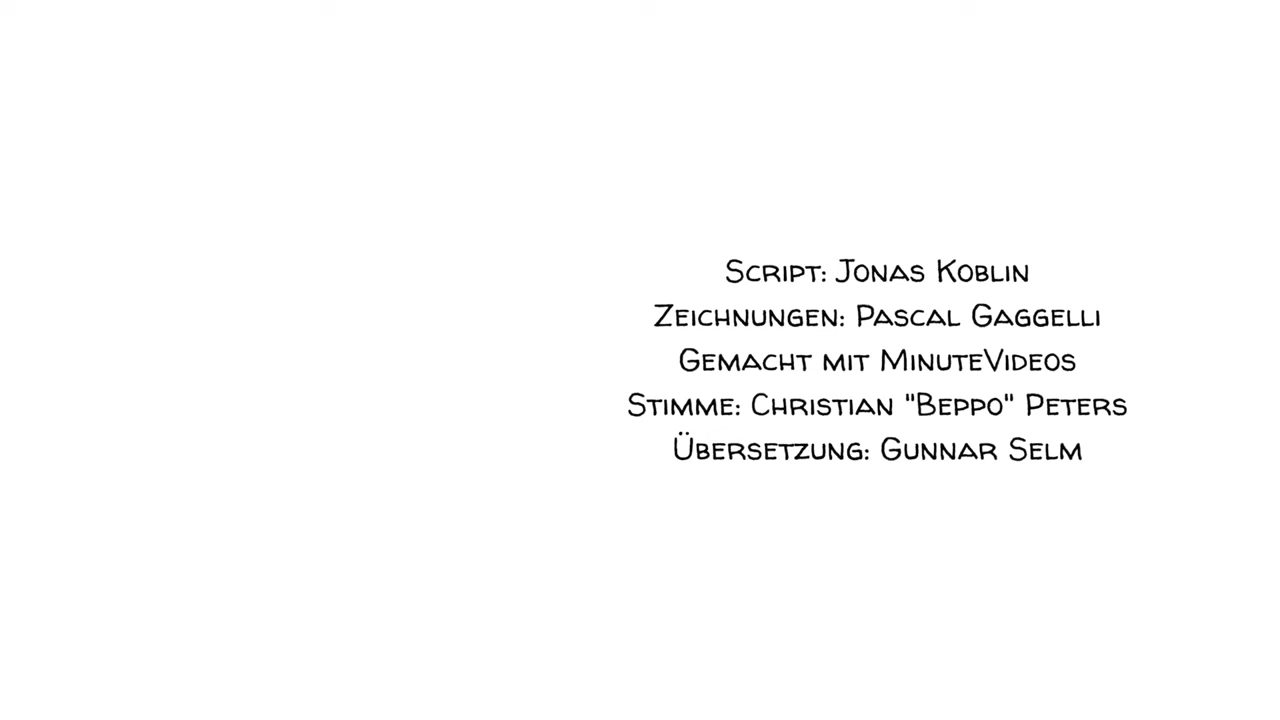 Script: Jonas Koblin
Zeichnungen: Pascal Gaggelli
Gemacht mit MinuteVideos
Stimme: Christian "Beppo" Peters
Übersetzung: Gunnar Selm